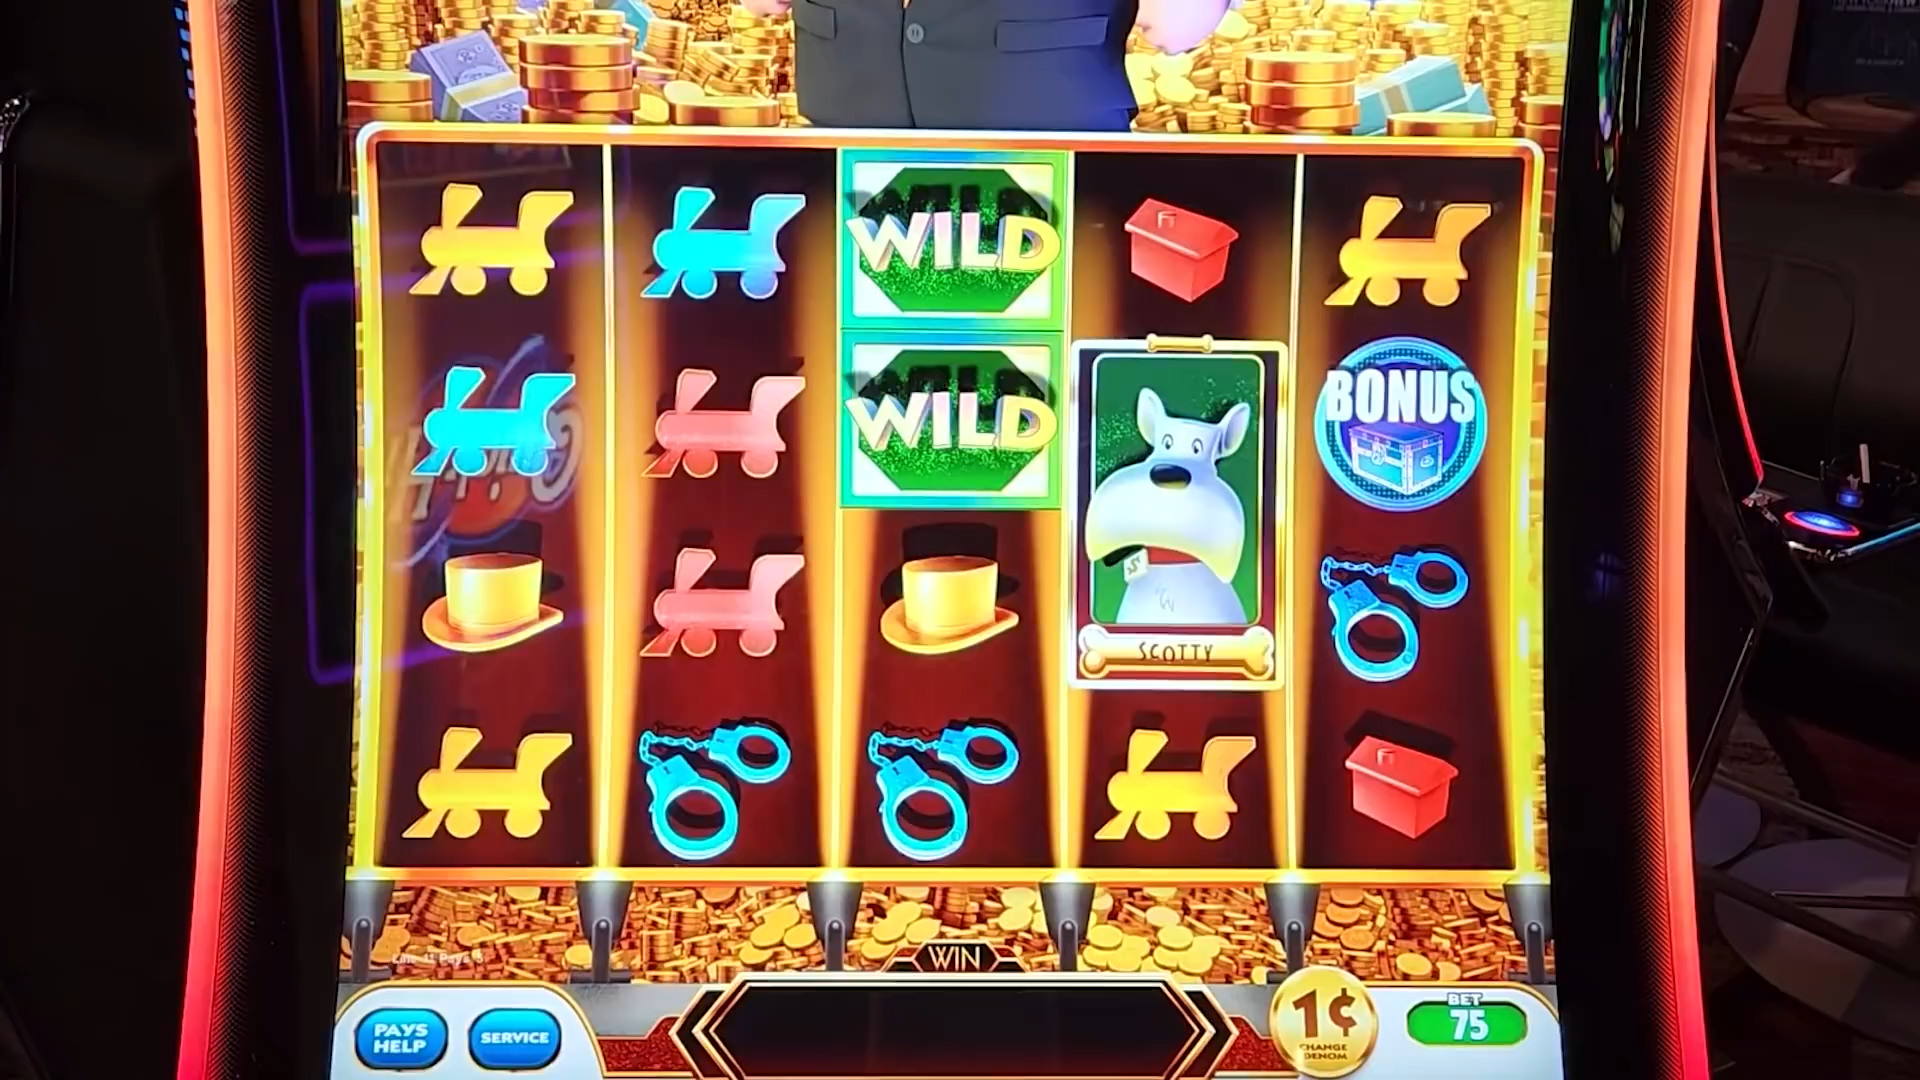 WILD
WILD
BONUS
SCOTTY
WIN
PAYS
HELP
SERVICE
1¢
CHANGE
DENOM
BET
75